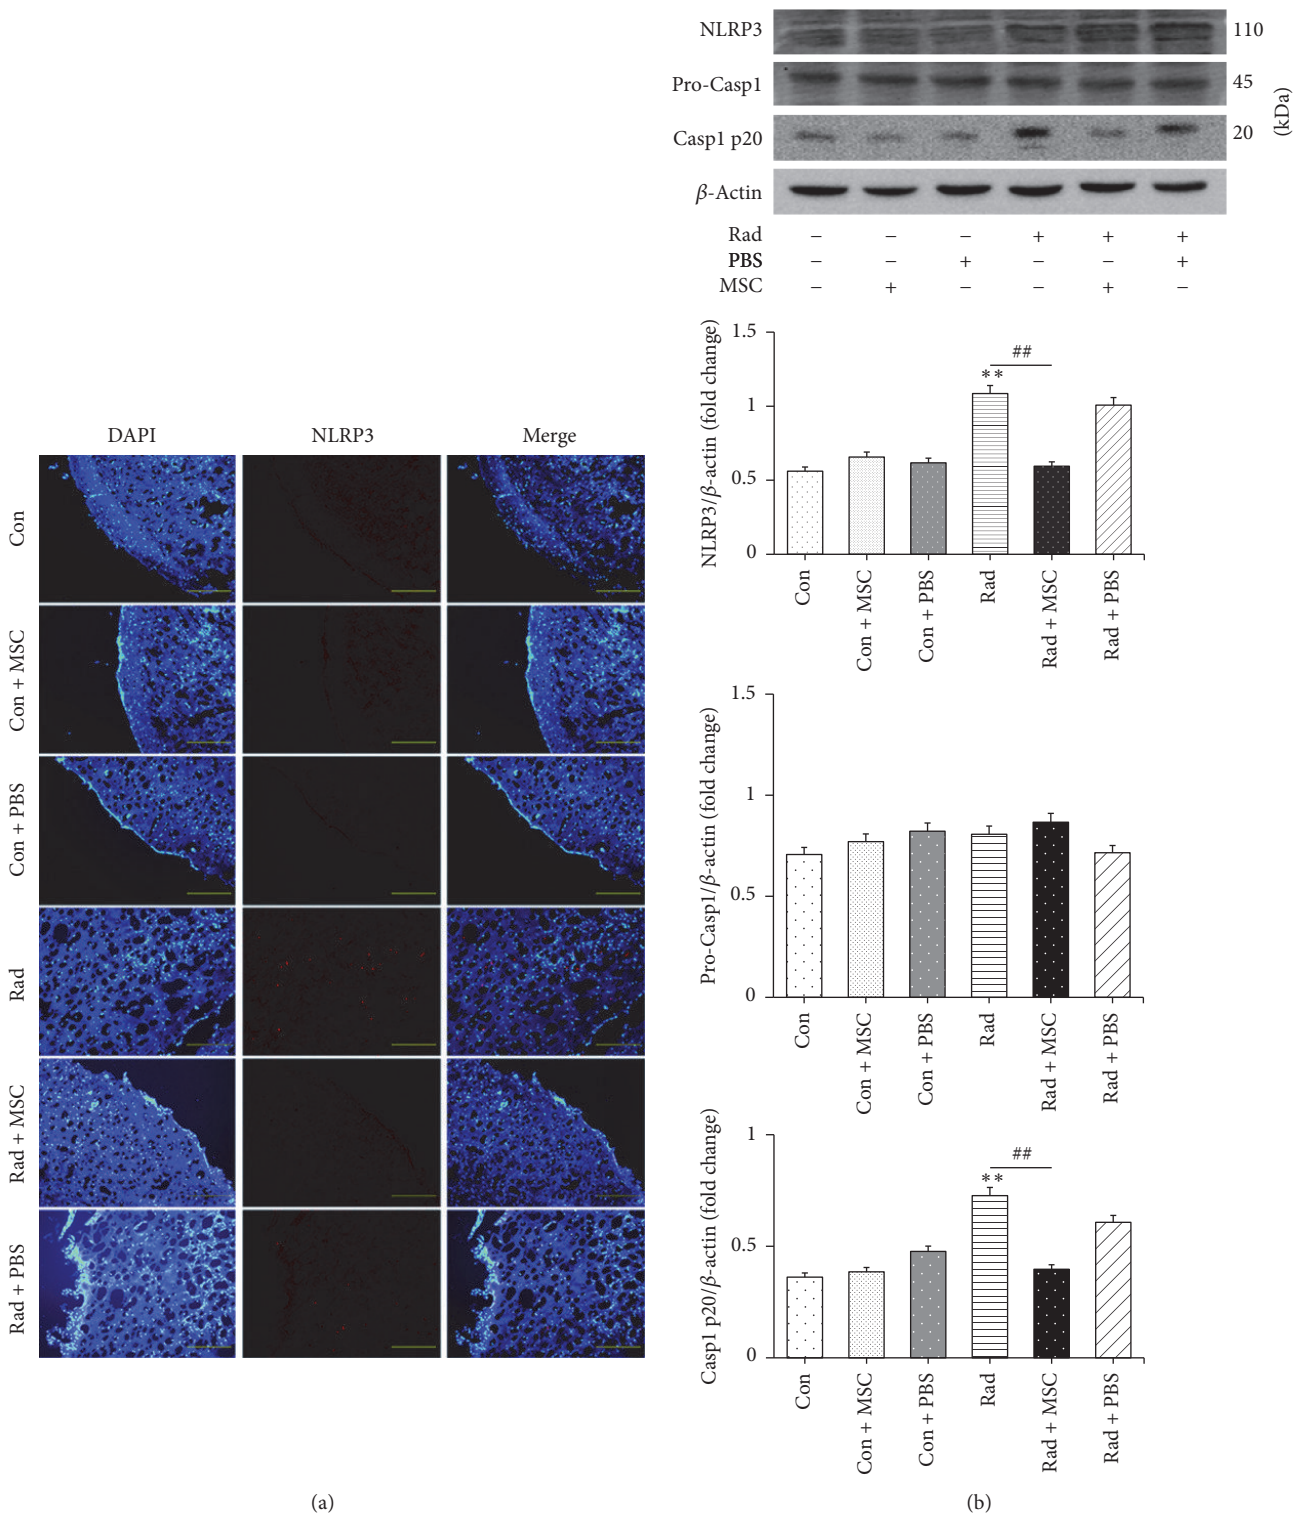 DAPI NLRP3 Merge
Con
Con + MSC
Con + PBS
Rad
Rad + MSC
Rad + PBS
(a)
NLRP3 110
Pro-Casp1 45
Casp1 p20 20
(kDa)
β-Actin
Rad − − − + + +
PBS − − + − − +
MSC − + − − + −
NLRP3/β-actin (fold change)
1.5
1
0.5
0
##
**
Con
Con + MSC
Con + PBS
Rad
Rad + MSC
Rad + PBS
Pro-Casp1/β-actin (fold change)
1.5
1
0.5
0
Con
Con + MSC
Con + PBS
Rad
Rad + MSC
Rad + PBS
Casp1 p20/β-actin (fold change)
1
0.5
0
##
**
Con
Con + MSC
Con + PBS
Rad
Rad + MSC
Rad + PBS
(b)